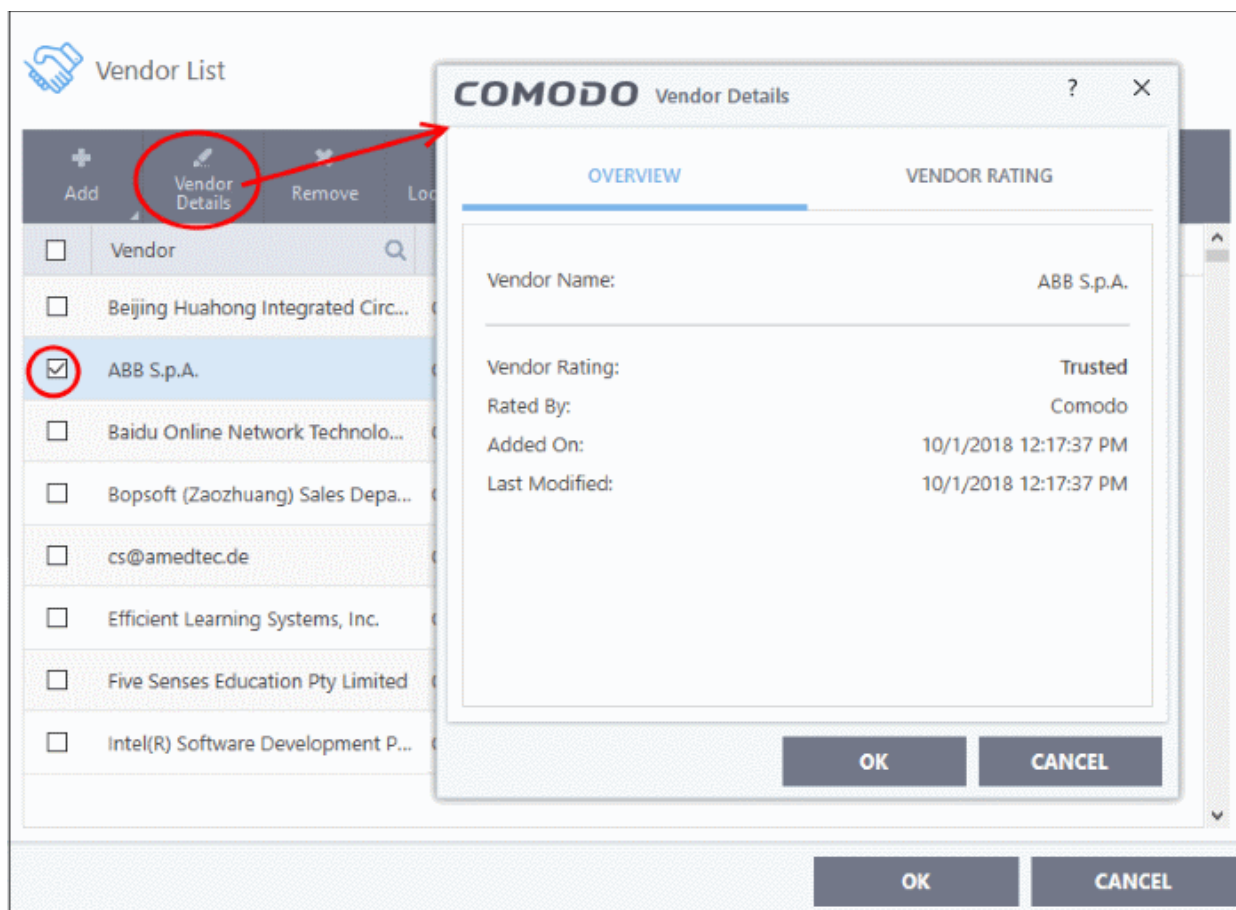 Vendor List
COMODO Vendor Details ?
Add
Vendor
Details
Remove
OVERVIEW
VENDOR RATING
Vendor
Vendor Name: ABB S.p.A.
Beijing Huahong Integrated Circ...
ABB S.p.A.
Vendor Rating: Trusted
Rated By: Comodo
Baidu Online Network Technolo...
Added On: 10/1/2018 12:17:37 PM
Last Modified: 10/1/2018 12:17:37 PM
Bopsoft (Zaozhuang) Sales Depa...
cs@amedtec.de
Efficient Learning Systems, Inc.
Five Senses Education Pty Limited
Intel(R) Software Development P...
OK
CANCEL
OK
CANCEL